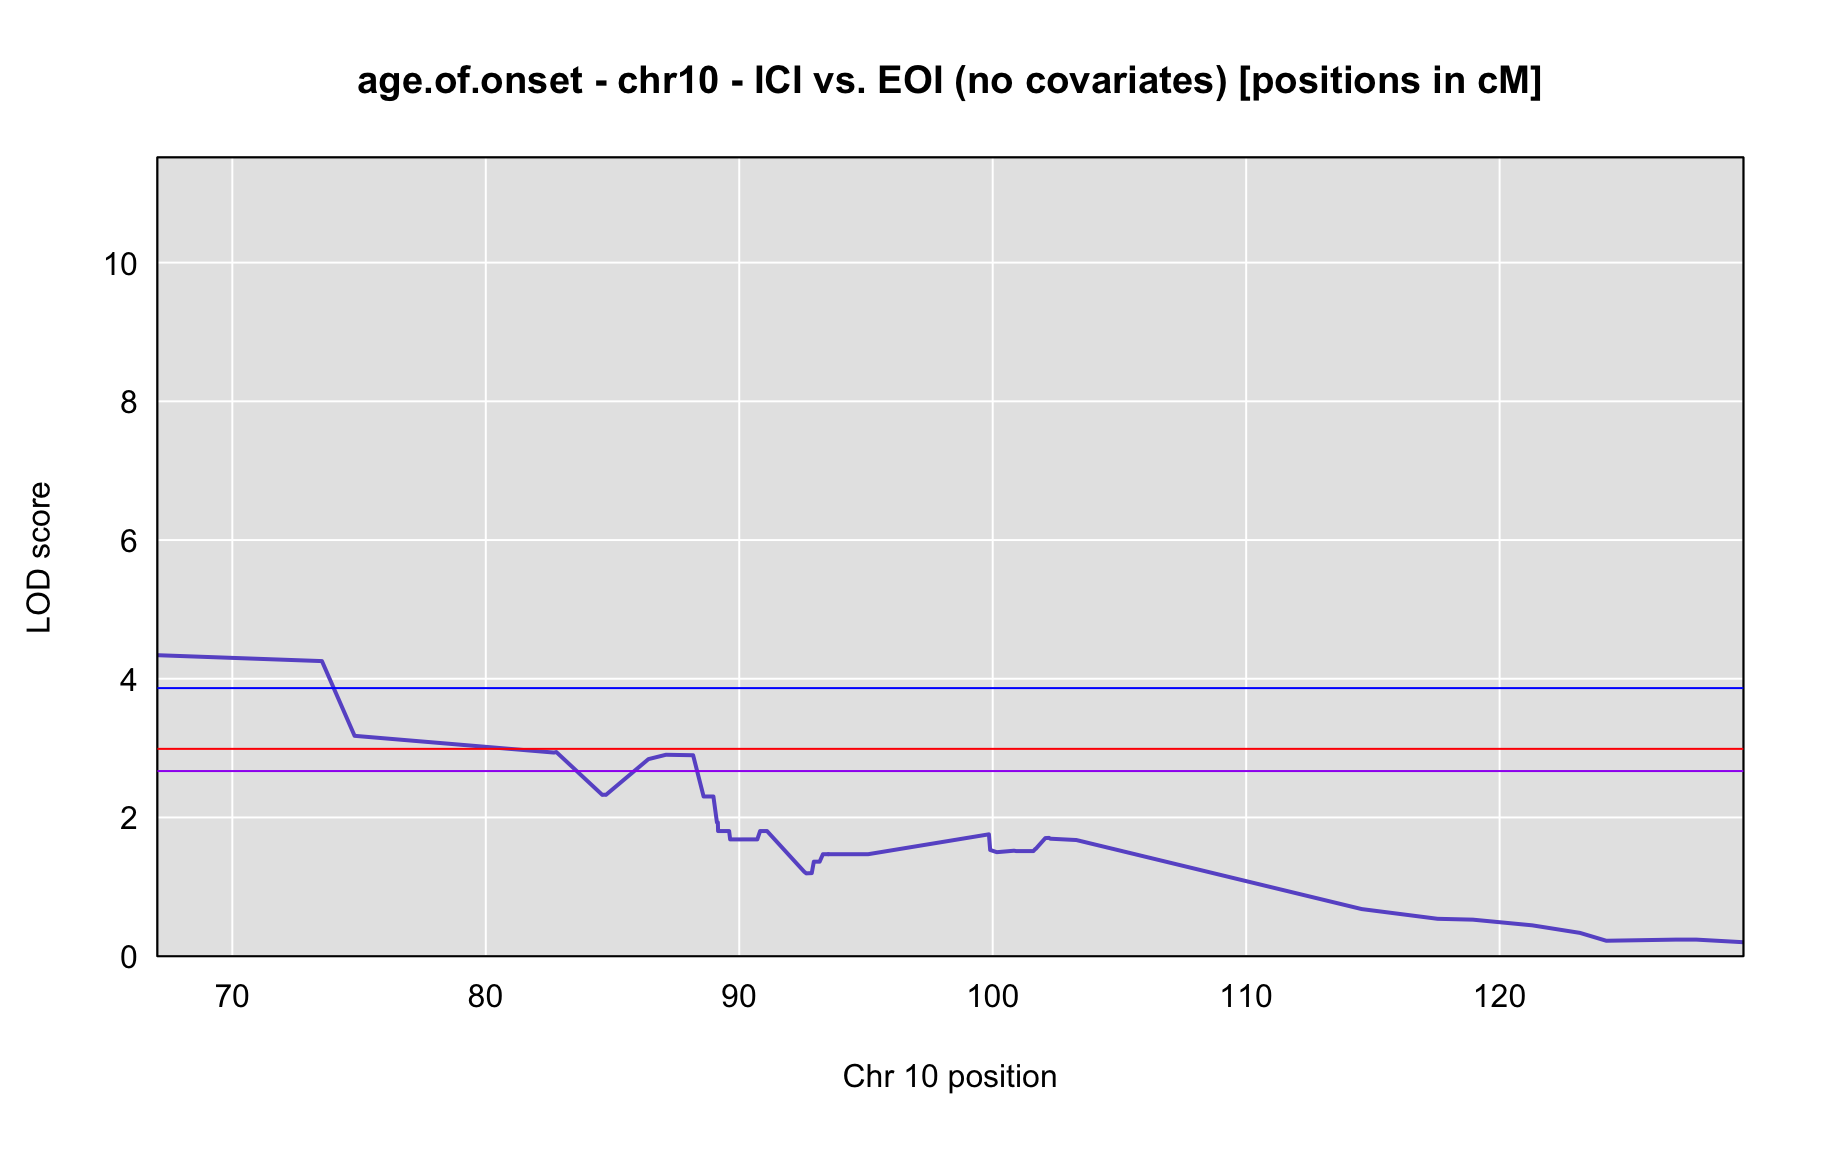 age.of.onset - chr10 - ICI vs. EOI (no covariates) [positions in cM]
10
8
6
4
2
0
LOD score
70 80 90 100 110 120
Chr 10 position